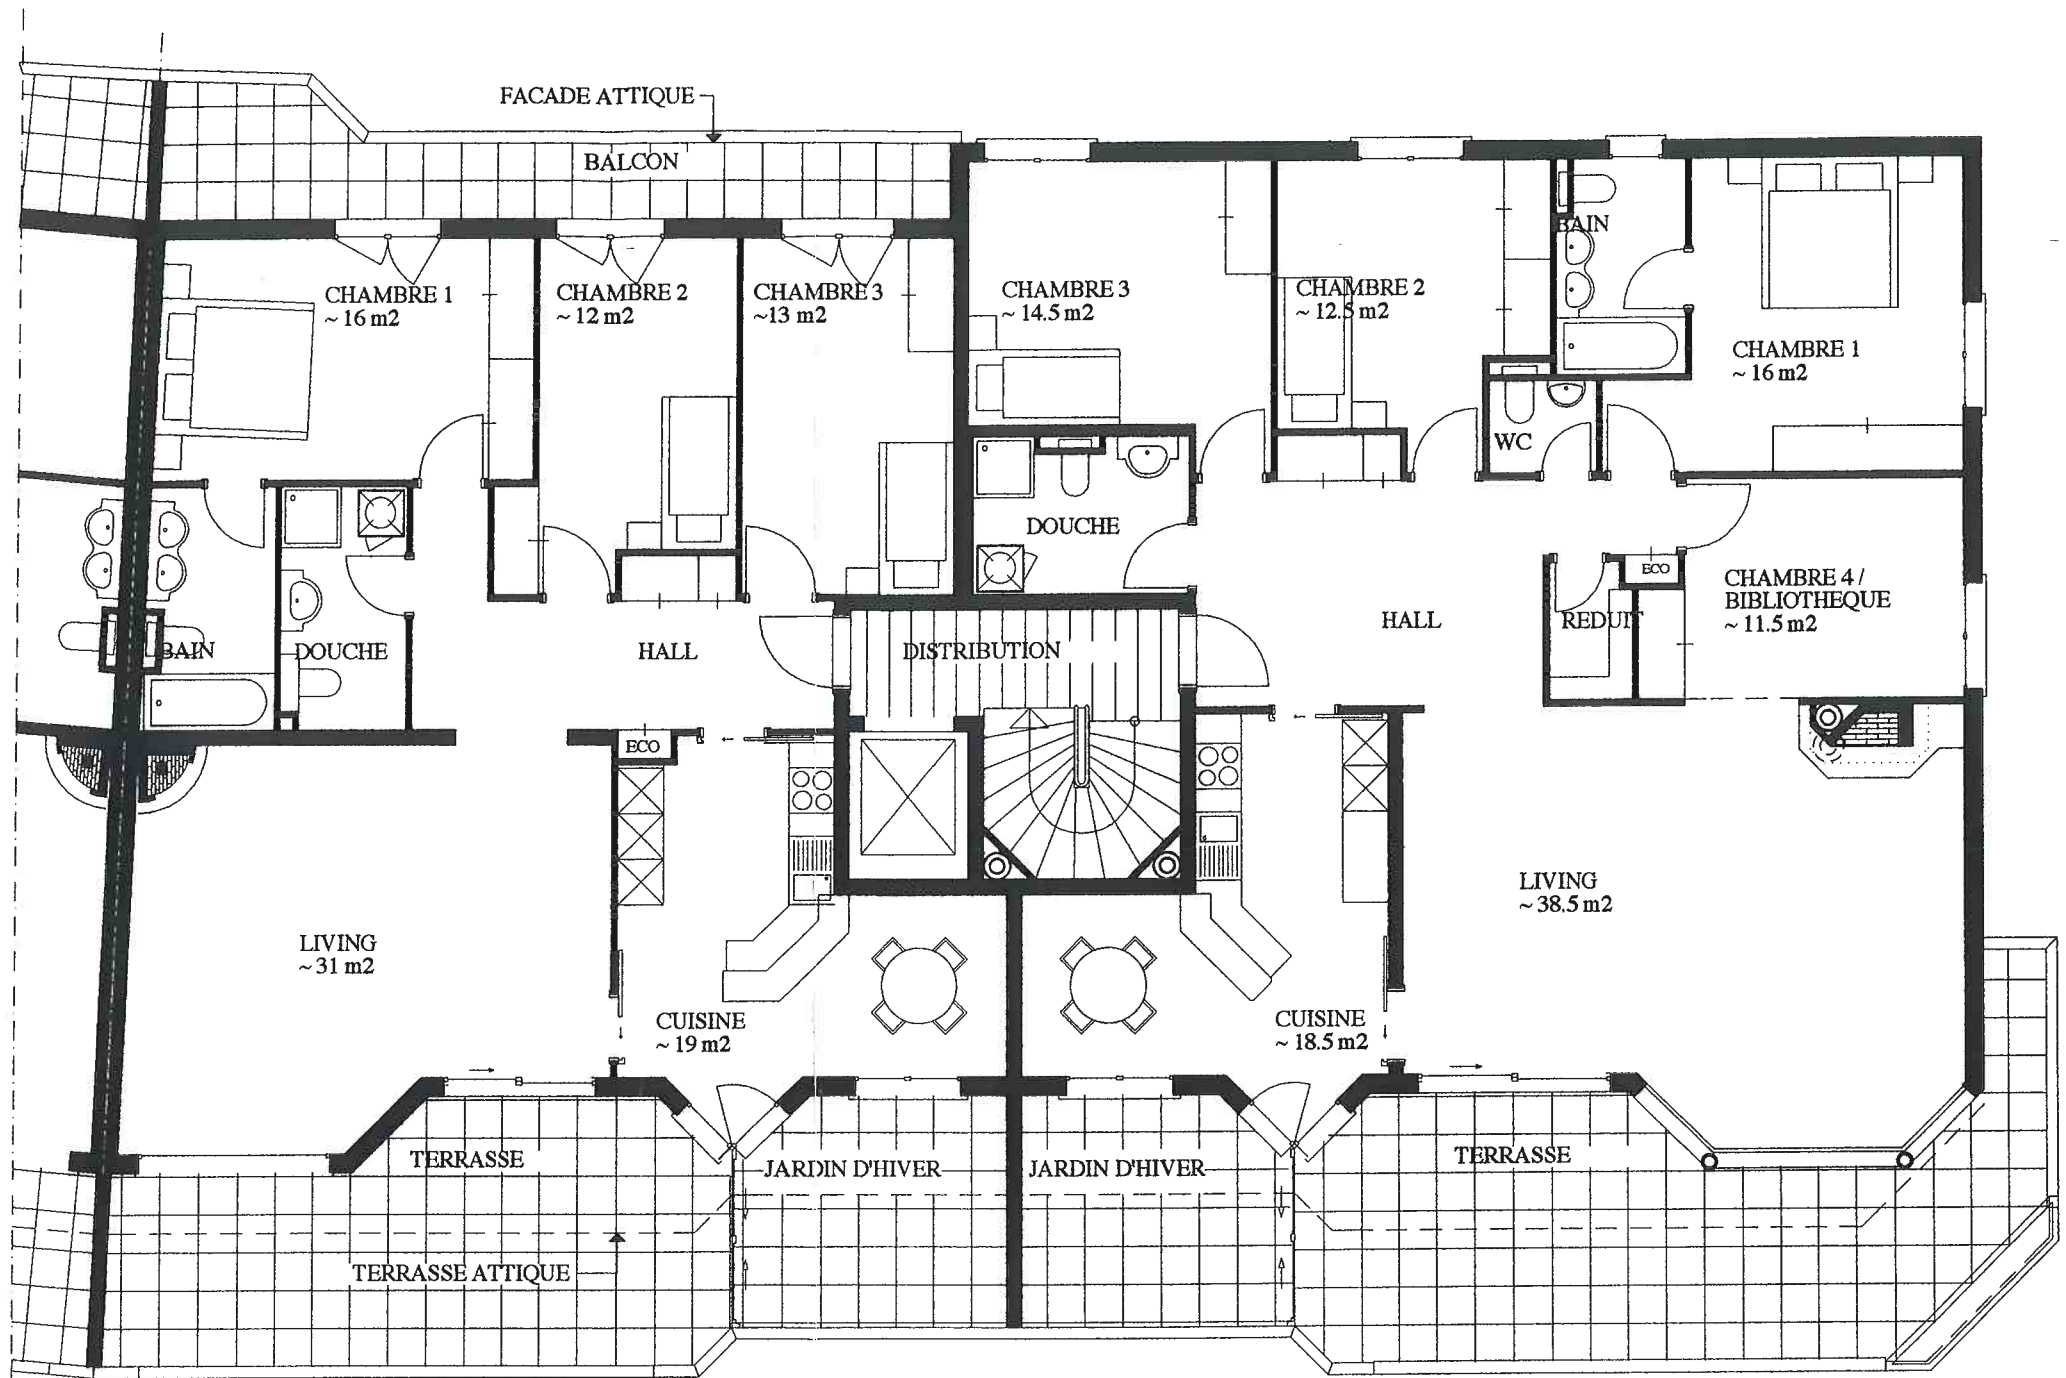 FACADE ATTIQUE
BALCON
BAIN
CHAMBRE 1
~ 16 m2
CHAMBRE 2
~ 12 m2
CHAMBRE 3
~13 m2
CHAMBRE 3
~ 14.5 m2
CHAMBRE 2
~ 12.5 m2
CHAMBRE 1
~ 16 m2
WC
DOUCHE
ECO
CHAMBRE 4 /
BIBLIOTHEQUE
~ 11.5 m2
HALL
REDUIT
BAIN
DOUCHE
HALL
DISTRIBUTION
ECO
LIVING
~ 38.5 m2
LIVING
~ 31 m2
CUISINE
~ 19 m2
CUISINE
~ 18.5 m2
TERRASSE
JARDIN D'HIVER
JARDIN D'HIVER
TERRASSE
TERRASSE ATTIQUE